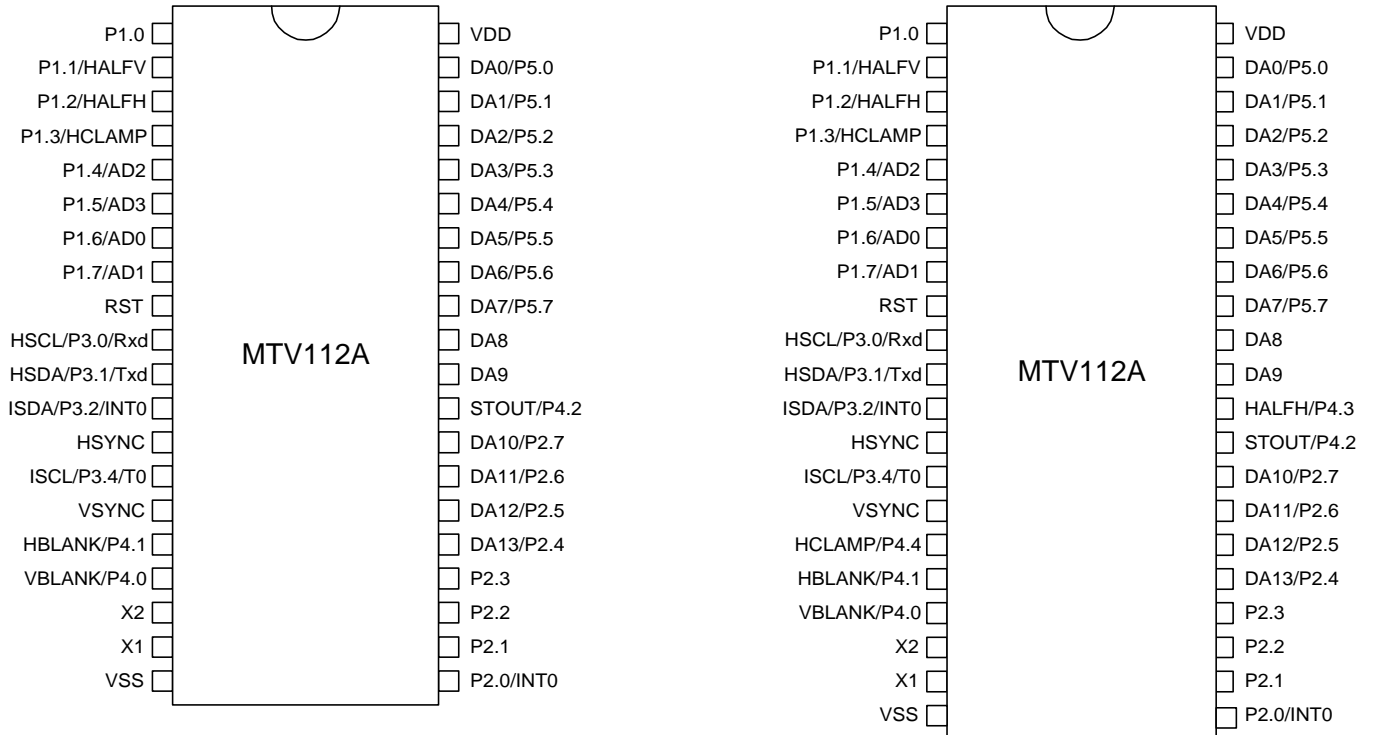 P1.0
P1.1/HALFV
P1.2/HALFH
P1.3/HCLAMP
P1.4/AD2
P1.5/AD3
P1.6/AD0
P1.7/AD1
RST
HSCL/P3.0/Rxd
HSDA/P3.1/Txd
ISDA/P3.2/INT0
HSYNC
ISCL/P3.4/T0
VSYNC
HBLANK/P4.1
VBLANK/P4.0
X2
X1
VSS
MTV112A
VDD
DA0/P5.0
DA1/P5.1
DA2/P5.2
DA3/P5.3
DA4/P5.4
DA5/P5.5
DA6/P5.6
DA7/P5.7
DA8
DA9
STOUT/P4.2
DA10/P2.7
DA11/P2.6
DA12/P2.5
DA13/P2.4
P2.3
P2.2
P2.1
P2.0/INT0
P1.0
P1.1/HALFV
P1.2/HALFH
P1.3/HCLAMP
P1.4/AD2
P1.5/AD3
P1.6/AD0
P1.7/AD1
RST
HSCL/P3.0/Rxd
HSDA/P3.1/Txd
ISDA/P3.2/INT0
HSYNC
ISCL/P3.4/T0
VSYNC
HCLAMP/P4.4
HBLANK/P4.1
VBLANK/P4.0
X2
X1
VSS
MTV112A
VDD
DA0/P5.0
DA1/P5.1
DA2/P5.2
DA3/P5.3
DA4/P5.4
DA5/P5.5
DA6/P5.6
DA7/P5.7
DA8
DA9
HALFH/P4.3
STOUT/P4.2
DA10/P2.7
DA11/P2.6
DA12/P2.5
DA13/P2.4
P2.3
P2.2
P2.1
P2.0/INT0